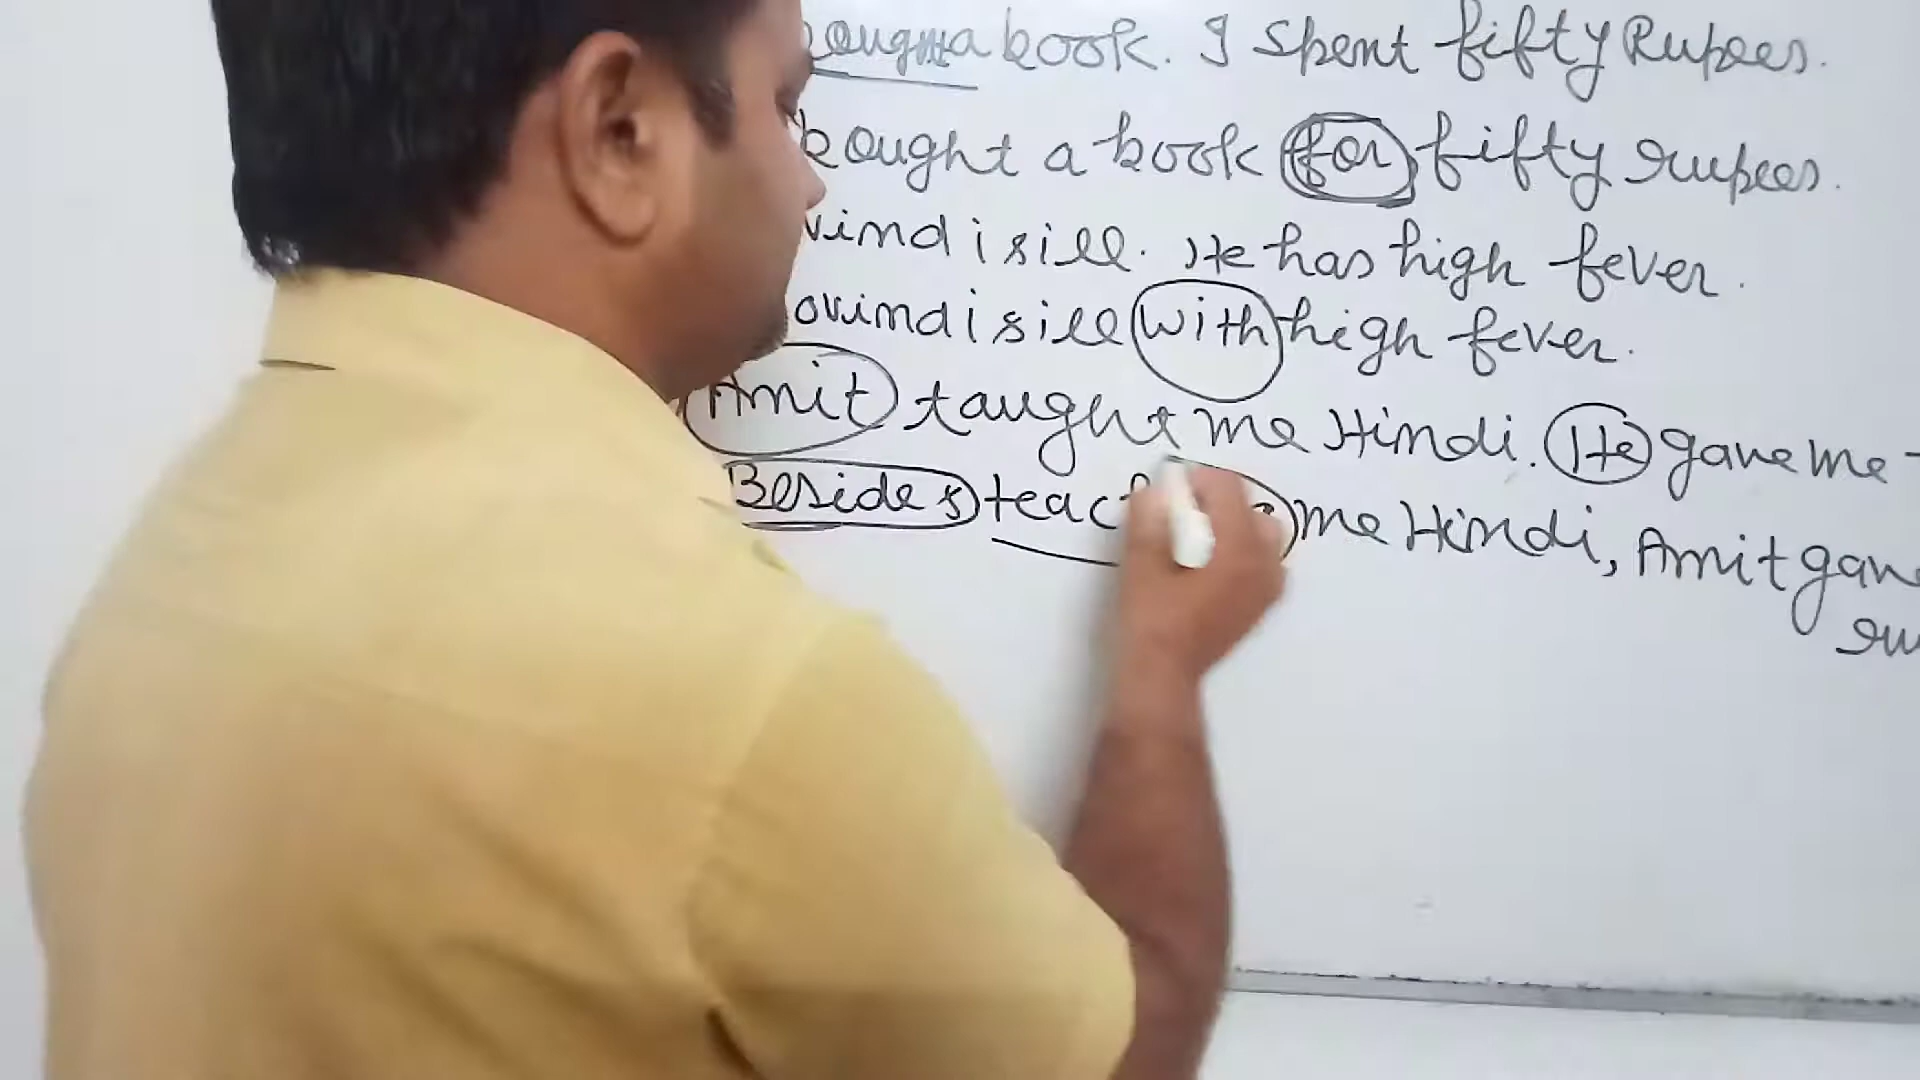 a book. I spent fifty Rupees.
bought a book for fifty rupees.
is ill. He has high fever.
ovind is ill with high fever.
Amit taught me Hindi. He gave me
Besides me Hindi, Amit gave